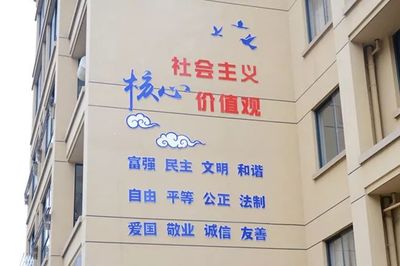 社会主义
核心价值观
富强 民主 文明 和谐
自由 平等 公正 法制
爱国 敬业 诚信 友善